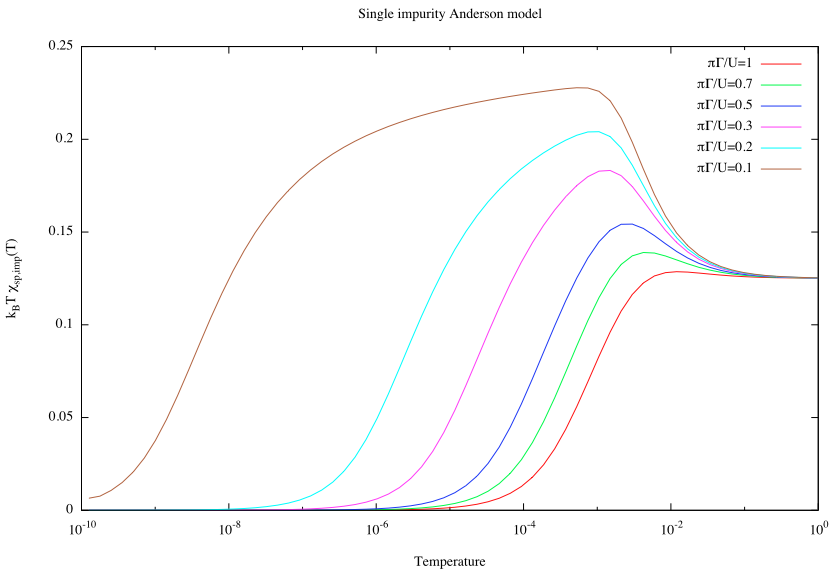 Single impurity Anderson model
k_BT χ_sp,imp(T)
0.25
0.2
0.15
0.1
0.05
0
πΓ/U=1
πΓ/U=0.7
πΓ/U=0.5
πΓ/U=0.3
πΓ/U=0.2
πΓ/U=0.1
10^-10 10^-8 10^-6 10^-4 10^-2 10^0
Temperature